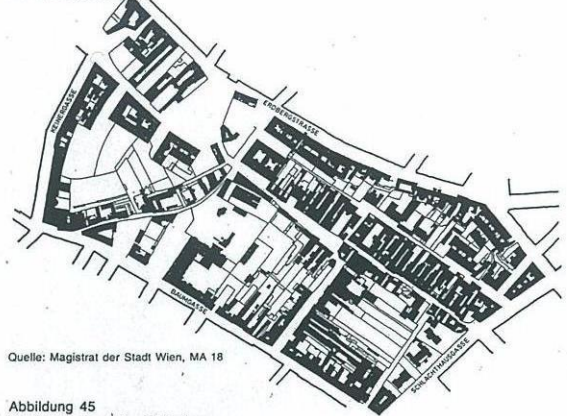 ERDBERGSTRASSE
KEINERGASSE
BAUMGASSE
SCHLACHTHAUSGASSE
Quelle: Magistrat der Stadt Wien, MA 18
Abbildung 45